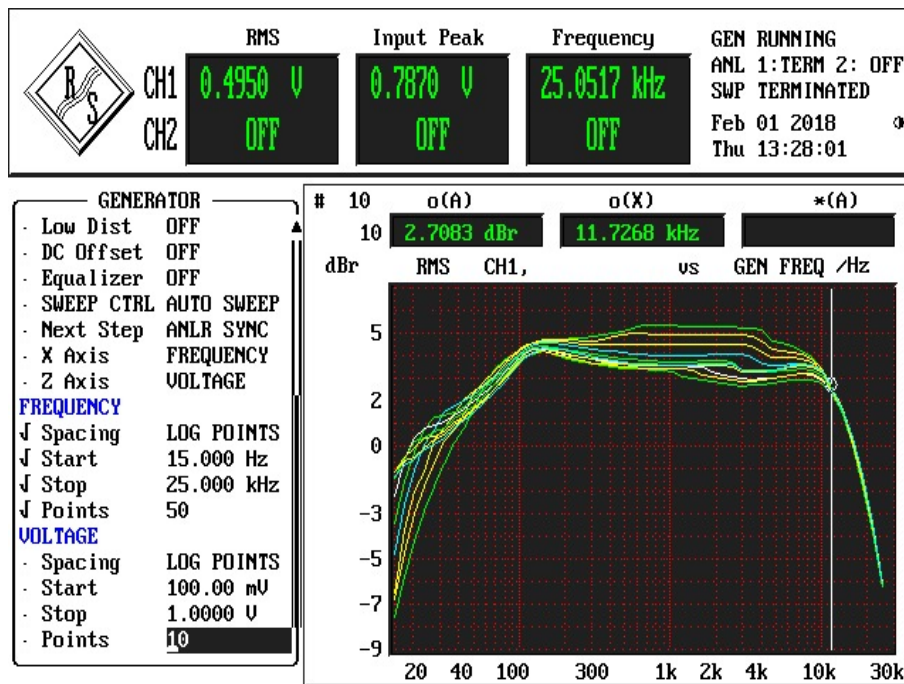 RMS Input Peak Frequency
R S
CH1 0.4950 V 0.7870 V 25.0517 kHz
CH2 OFF OFF OFF
GEN RUNNING
ANL 1:TERM 2: OFF
SWP TERMINATED
Feb 01 2018
Thu 13:28:01
GENERATOR
· Low Dist OFF
· DC Offset OFF
· Equalizer OFF
· SWEEP CTRL AUTO SWEEP
· Next Step ANLR SYNC
· X Axis FREQUENCY
· Z Axis VOLTAGE
FREQUENCY
√ Spacing LOG POINTS
√ Start 15.000 Hz
√ Stop 25.000 kHz
√ Points 50
VOLTAGE
· Spacing LOG POINTS
· Start 100.00 mV
· Stop 1.0000 V
· Points 10
# 10 o(A) o(X) *(A)
10 2.7083 dBr 11.7268 kHz
dBr RMS CH1, vs GEN FREQ /Hz
5
2
0
-3
-5
-7
-9
20 40 100 300 1k 2k 4k 10k 30k